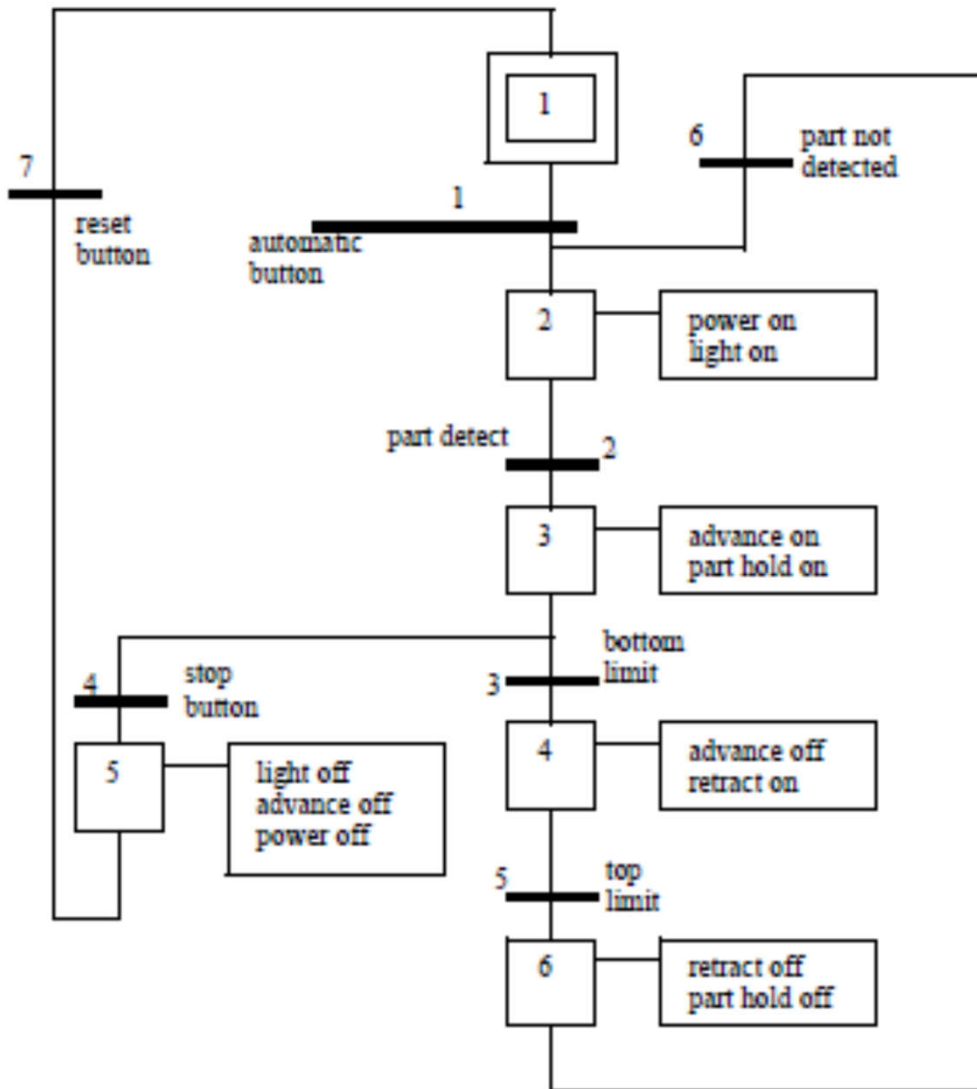 1
6
part not
detected
7
reset
button
1
automatic
button
2
power on
light on
part detect
2
3
advance on
part hold on
bottom
limit
3
4
stop
button
4
advance off
retract on
5
light off
advance off
power off
5
top
limit
6
retract off
part hold off